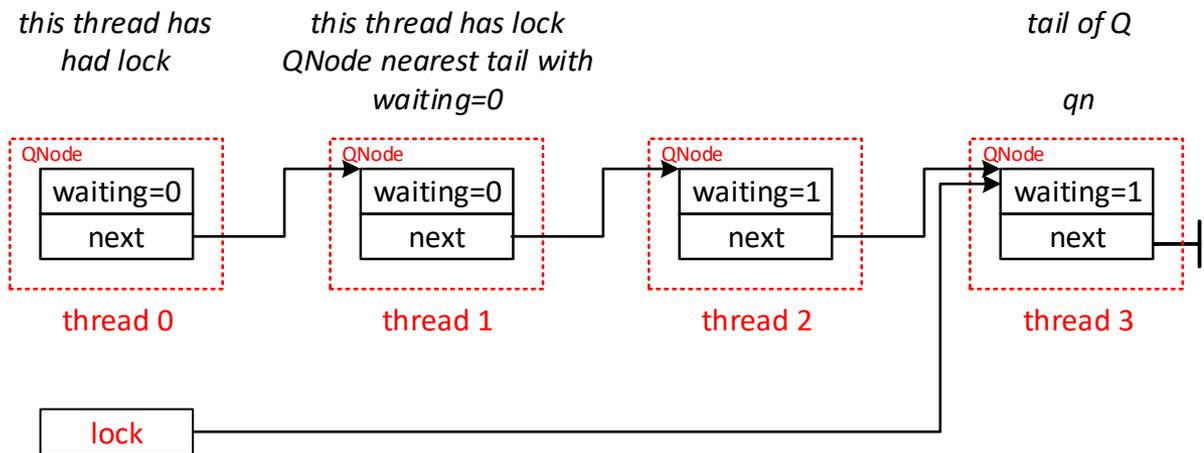 this thread has
had lock
this thread has lock
QNode nearest tail with
waiting=0
tail of Q
qn
QNode
waiting=0
next
thread 0
QNode
waiting=0
next
thread 1
QNode
waiting=1
next
thread 2
QNode
waiting=1
next
thread 3
lock